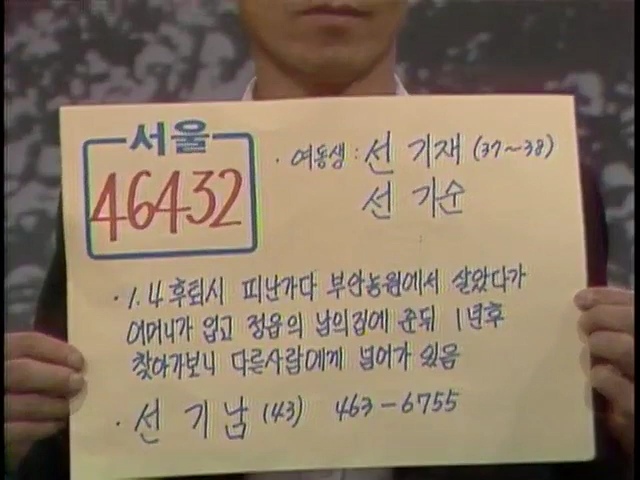 서울
46432
· 여동생 : 선 기재 (37~38)
선 기순
· 1.4 후퇴시 피난가다 부안농원에서 살았다가
어머니가 업고 정읍의 남의집에 준뒤 1년후
찾아가보니 다른사람에게 넘어가 있음
· 선 기남 (43) 463-6755